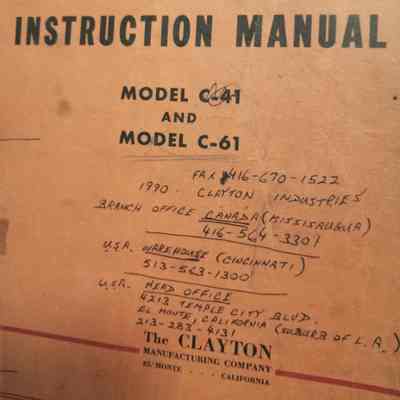 INSTRUCTION MANUAL
MODEL C-41
AND
MODEL C-61
FAX 416-670-1522
1990 - CLAYTON INDUSTRIES
BRANCH OFFICE CANADA (MISSISAUGUA)
416-564-3301
U.S.A. WAREHOUSE (CINCINNATI)
513-563-1300
U.S.A. HEAD OFFICE
4213 TEMPLE CITY BLVD.
EL MONTE, CALIFORNIA (SUBURB OF L.A.)
213-283-4131
The CLAYTON
MANUFACTURING COMPANY
EL MONTE . . . CALIFORNIA